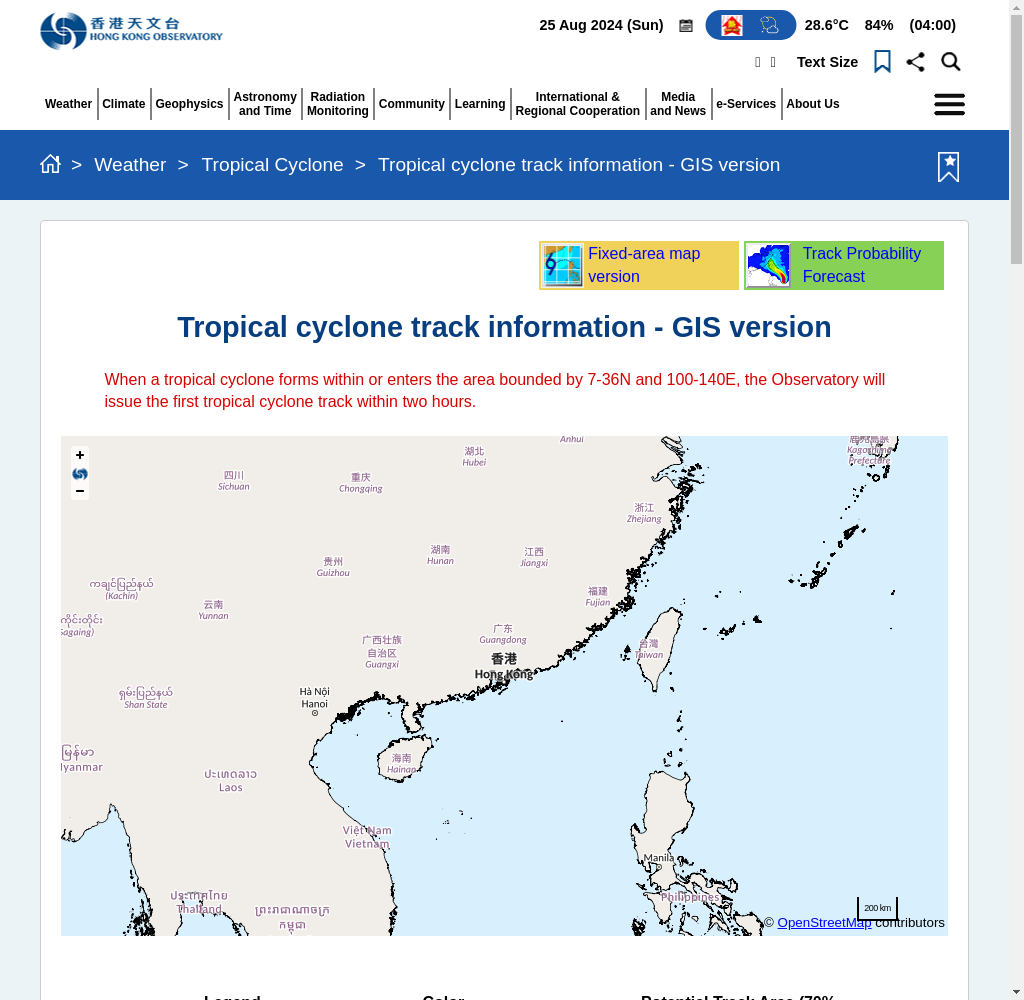 香港天文台
HONG KONG OBSERVATORY
25 Aug 2024 (Sun)
28.6°C 84% (04:00)
Text Size
Weather
Climate
Geophysics
Astronomy
and Time
Radiation
Monitoring
Community
Learning
International &
Regional Cooperation
Media
and News
e-Services
About Us
> Weather > Tropical Cyclone > Tropical cyclone track information - GIS version
Fixed-area map
version
Track Probability
Forecast
Tropical cyclone track information - GIS version
When a tropical cyclone forms within or enters the area bounded by 7-36N and 100-140E, the Observatory will
issue the first tropical cyclone track within two hours.
+
−
Anhui
湖北
Hubei
四川
Sichuan
重庆
Chongqing
Kagoshima
Prefecture
浙江
Zhejiang
湖南
Hunan
江西
Jiangxi
贵州
Guizhou
ကချင်ပြည်နယ်
(Kachin)
福建
Fujian
云南
Yunnan
ကိုင်းတိုင်း
Sagaing)
广东
Guangdong
广西壮族
自治区
Guangxi
台灣
Taiwan
香港
Hong Kong
ရှမ်းပြည်နယ်
Shan State
Hà Nội
Hanoi
မြန်မာ
Myanmar
海南
Hainan
ປະເທດລາວ
Laos
Việt Nam
Vietnam
Manila
ประเทศไทย
Thailand
ព្រះរាជាណាចក្រ
កម្ពុជា
Philippines
200 km
© OpenStreetMap contributors
Legend
Color
Potential Track Area (70%